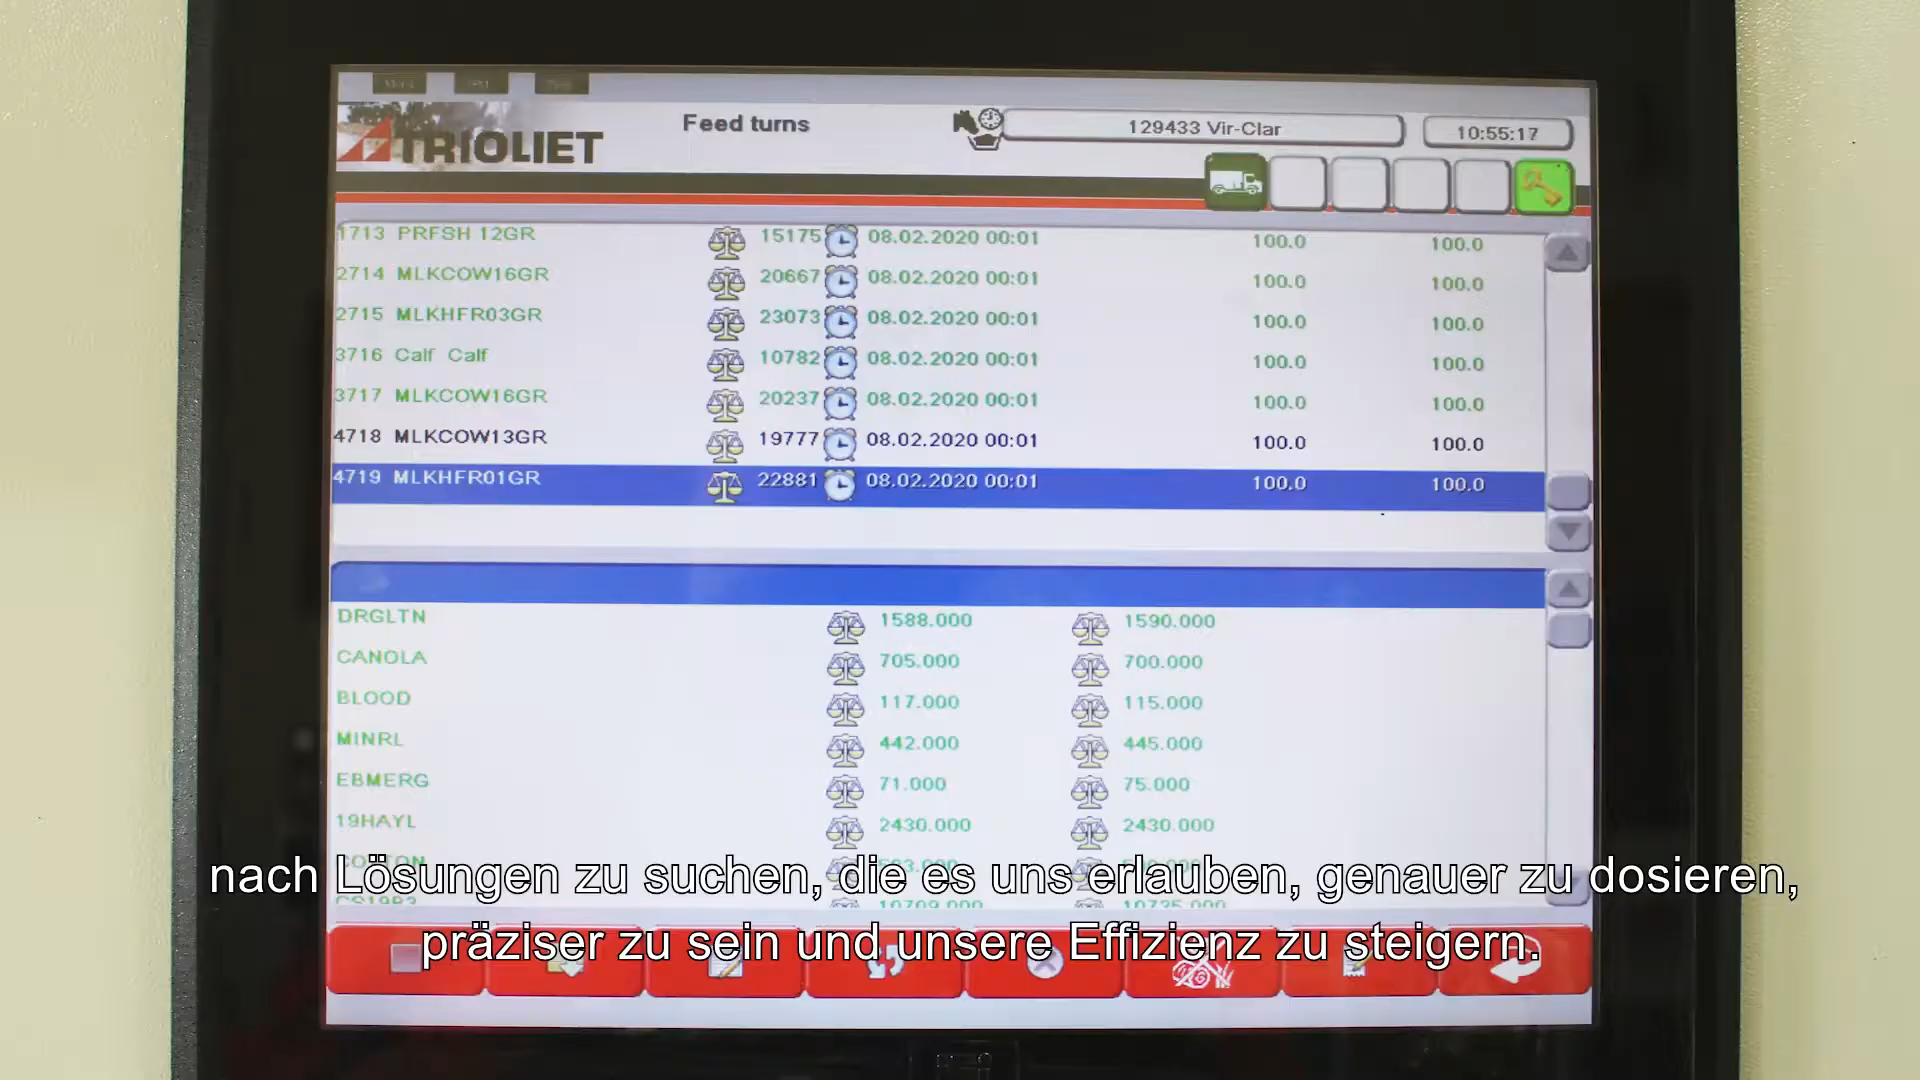 TRIOLIET
Feed turns
129433 Vir-Clar
10:55:17
1713 PRFSH 12GR 15175 08.02.2020 00:01 100.0 100.0
2714 MLKCOW16GR 20667 08.02.2020 00:01 100.0 100.0
2715 MLKHFR03GR 23073 08.02.2020 00:01 100.0 100.0
3716 Calf Calf 10782 08.02.2020 00:01 100.0 100.0
3717 MLKCOW16GR 20237 08.02.2020 00:01 100.0 100.0
4718 MLKCOW13GR 19777 08.02.2020 00:01 100.0 100.0
4719 MLKHFR01GR 22881 08.02.2020 00:01 100.0 100.0
DRGLTN 1588.000 1590.000
CANOLA 705.000 700.000
BLOOD 117.000 115.000
MINRL 442.000 445.000
EBMERG 71.000 75.000
19HAYL 2430.000 2430.000
COTTON
nach Lösungen zu suchen, die es uns erlauben, genauer zu dosieren,
präziser zu sein und unsere Effizienz zu steigern.